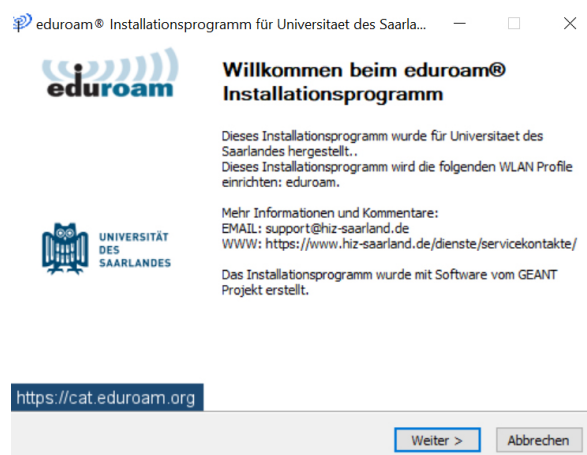 eduroam® Installationsprogramm für Universitaet des Saarla...
eduroam
Willkommen beim eduroam®
Installationsprogramm
Dieses Installationsprogramm wurde für Universitaet des
Saarlandes hergestellt..
Dieses Installationsprogramm wird die folgenden WLAN Profile
einrichten: eduroam.
Mehr Informationen und Kommentare:
EMAIL: support@hiz-saarland.de
WWW: https://www.hiz-saarland.de/dienste/servicekontakte/
Das Installationsprogramm wurde mit Software vom GEANT
Projekt erstellt.
UNIVERSITÄT
DES
SAARLANDES
https://cat.eduroam.org
Weiter >
Abbrechen